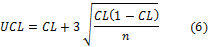 UCL = CL + 3 √(CL(1 − CL) / n) (6)